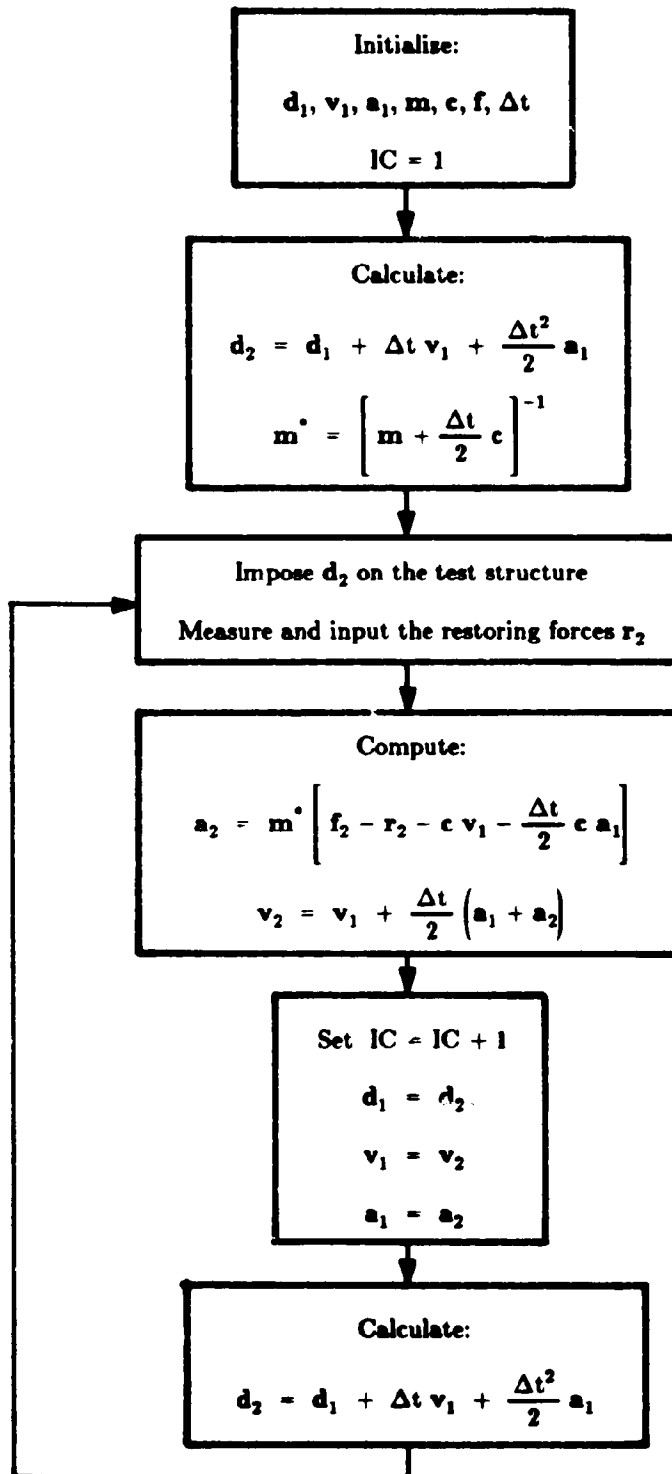 Initialise:
d₁, v₁, a₁, m, c, f, Δt
IC = 1
Calculate:
d₂ = d₁ + Δt v₁ + Δt²/2 a₁
m* = [ m + Δt/2 c ]⁻¹
Impose d₂ on the test structure
Measure and input the restoring forces r₂
Compute:
a₂ = m* [ f₂ − r₂ − c v₁ − Δt/2 c a₁ ]
v₂ = v₁ + Δt/2 ( a₁ + a₂ )
Set IC = IC + 1
d₁ = d₂
v₁ = v₂
a₁ = a₂
Calculate:
d₂ = d₁ + Δt v₁ + Δt²/2 a₁